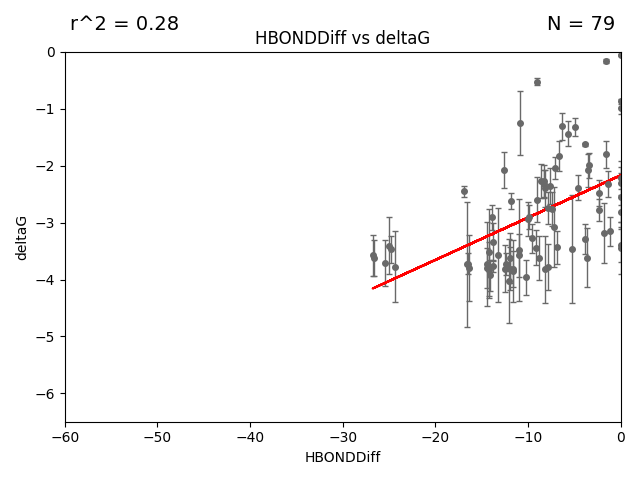 r^2 = 0.28
N = 79
HBONDDiff vs deltaG
0
−1
−2
−3
−4
−5
−6
deltaG
−60
−50
−40
−30
−20
−10
0
HBONDDiff